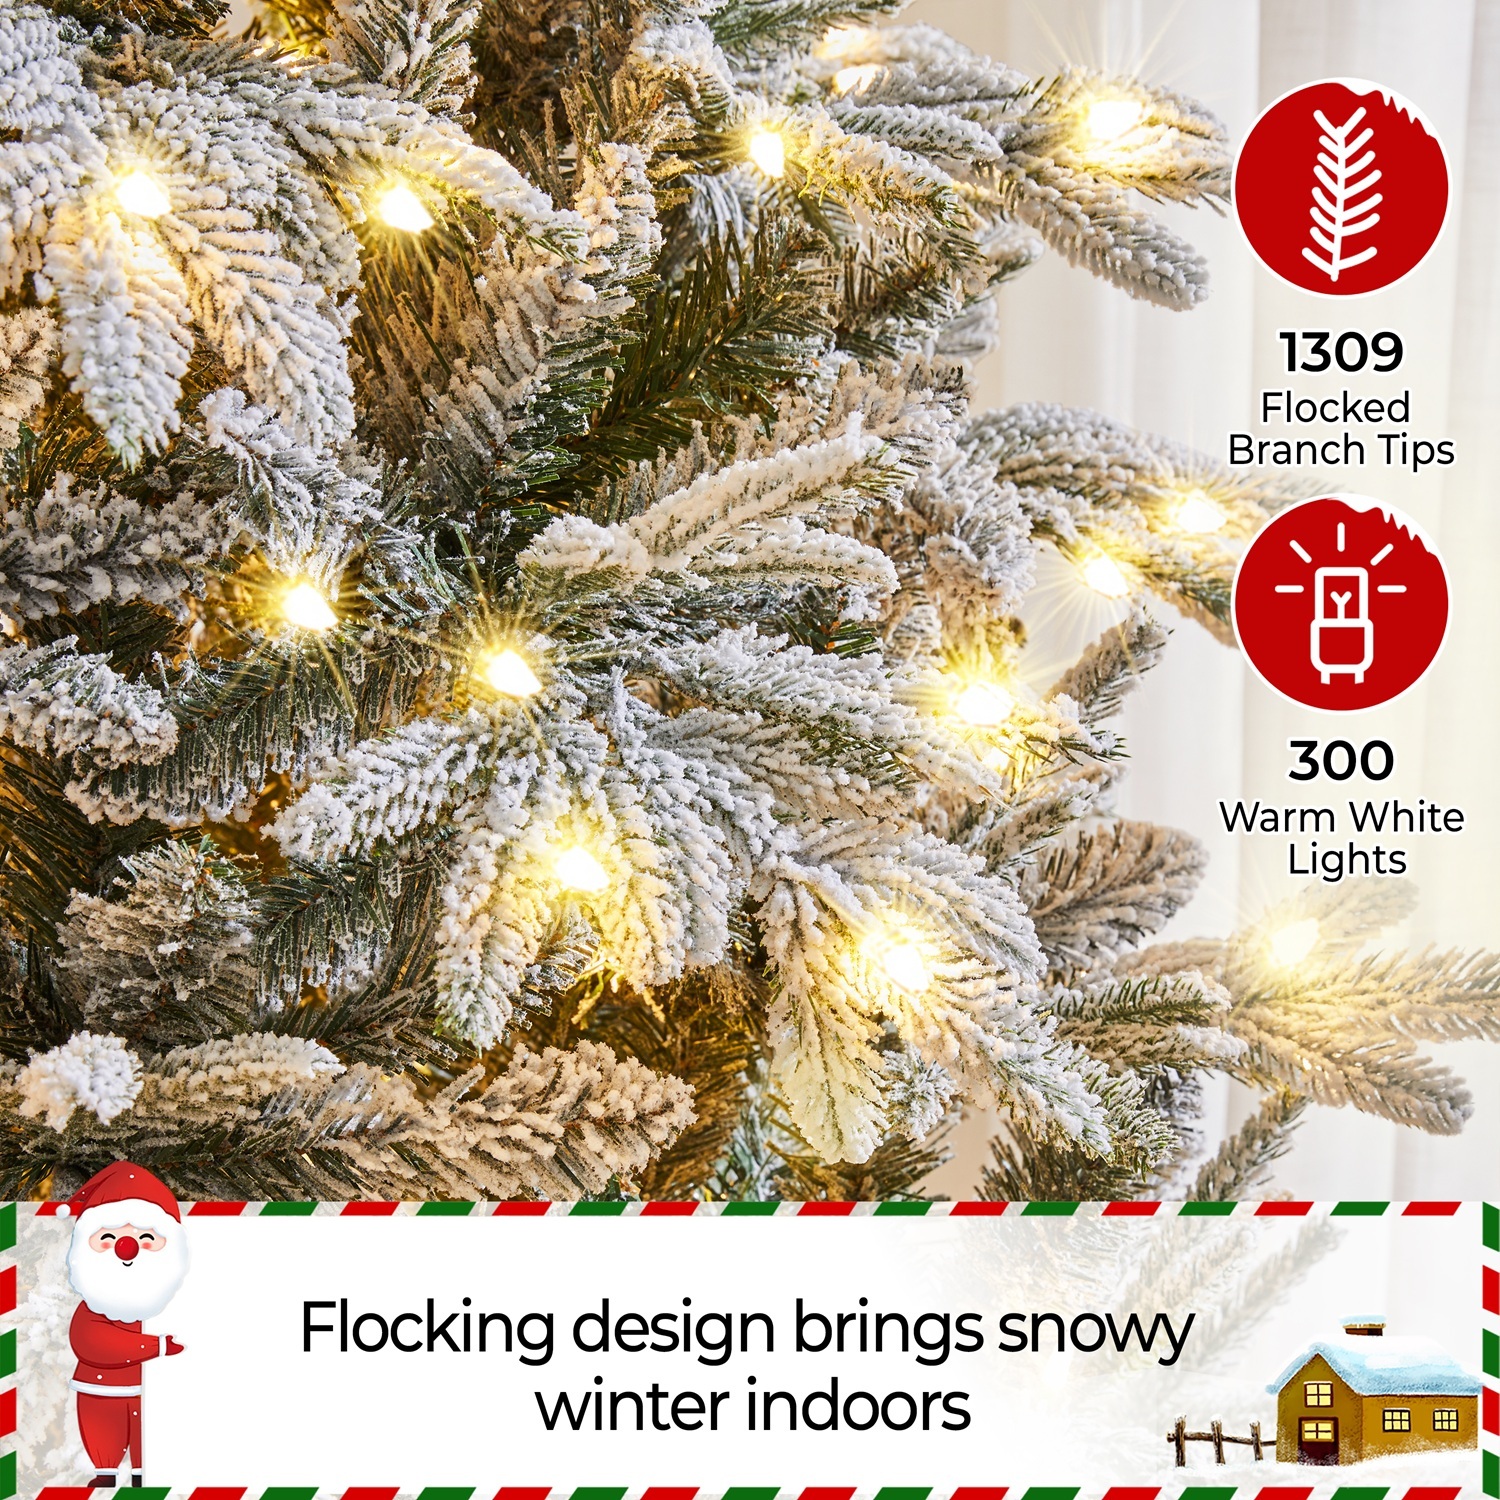 1309
Flocked
Branch Tips
300
Warm White
Lights
Flocking design brings snowy
winter indoors